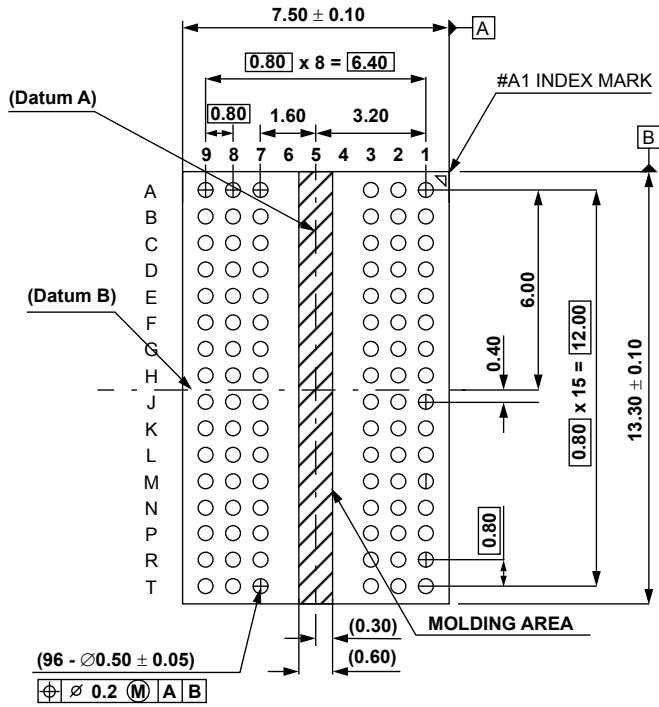 7.50 ± 0.10
A
0.80 x 8 = 6.40
#A1 INDEX MARK
(Datum A)
0.80
1.60
3.20
B
9 8 7 6 5 4 3 2 1
A
B
C
D
E
(Datum B)
F
G
H
J
K
L
M
N
P
R
T
6.00
0.40
0.80 x 15 = 12.00
13.30 ± 0.10
0.80
(0.30)
MOLDING AREA
(0.60)
(96 - ∅0.50 ± 0.05)
⌖ ⌀ 0.2 Ⓜ A B